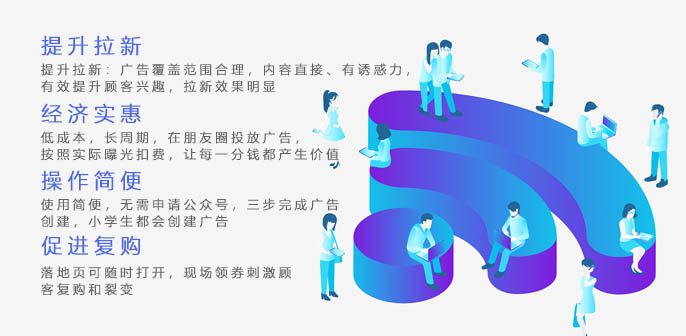 提升拉新
提升拉新：广告覆盖范围合理，内容直接、有诱惑力，
有效提升顾客兴趣，拉新效果明显
经济实惠
低成本，长周期，在朋友圈投放广告，
按照实际曝光扣费，让每一分钱都产生价值
操作简便
使用简便，无需申请公众号，三步完成广告
创建，小学生都会创建广告
促进复购
落地页可随时打开，现场领券刺激顾
客复购和裂变